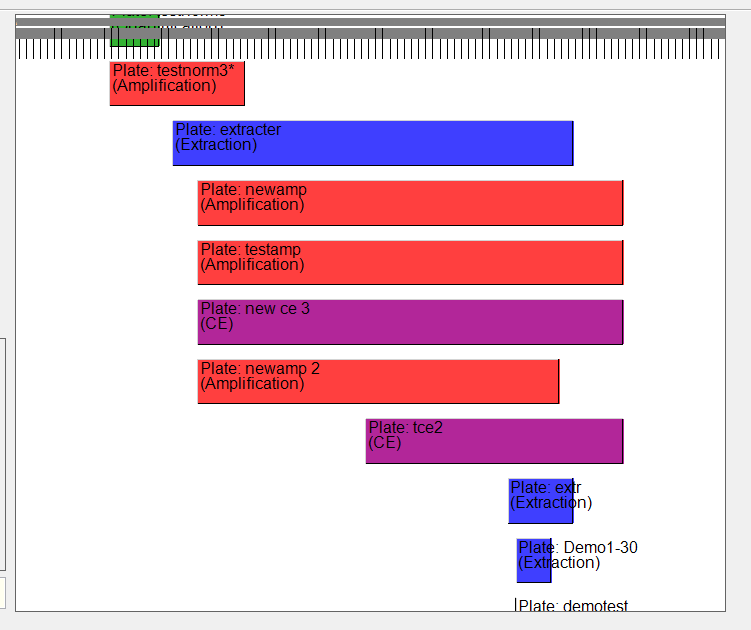 Plate: testnorm3*
(Amplification)
Plate: extracter
(Extraction)
Plate: newamp
(Amplification)
Plate: testamp
(Amplification)
Plate: new ce 3
(CE)
Plate: newamp 2
(Amplification)
Plate: tce2
(CE)
Plate: extr
(Extraction)
Plate: Demo1-30
(Extraction)
Plate: demotest